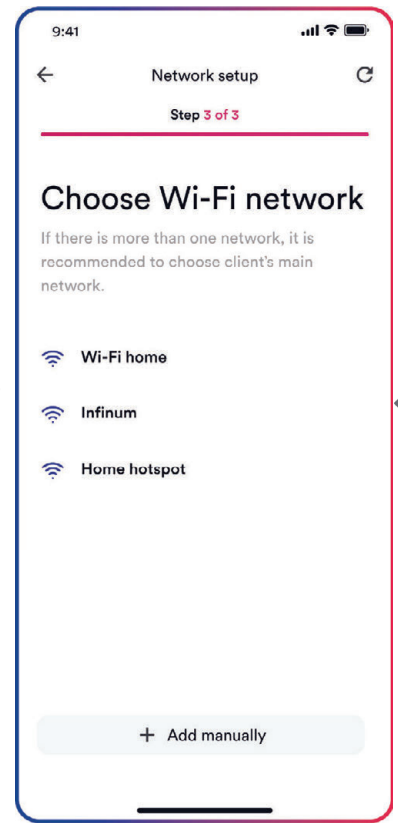 9:41
Network setup
Step 3 of 3
Choose Wi-Fi network
If there is more than one network, it is
recommended to choose client's main
network.
Wi-Fi home
Infinum
Home hotspot
+ Add manually